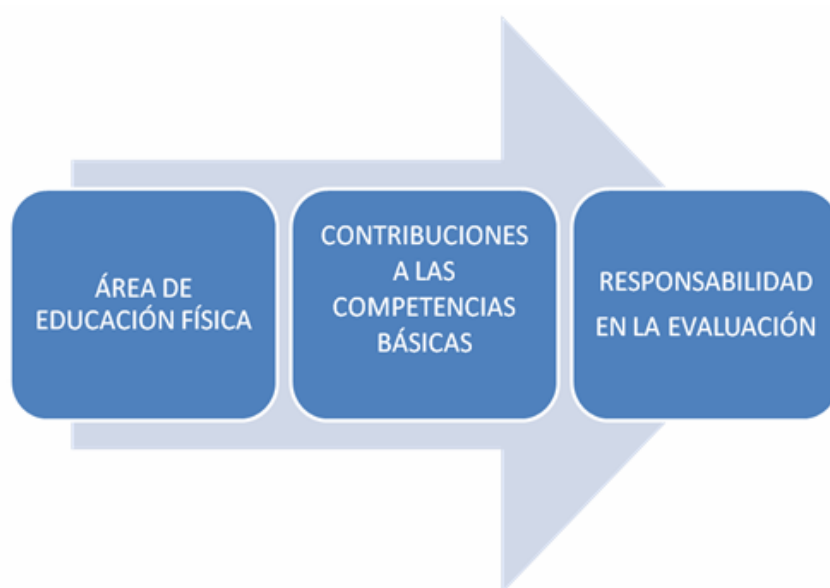 ÁREA DE
EDUCACIÓN FÍSICA
CONTRIBUCIONES
A LAS
COMPETENCIAS
BÁSICAS
RESPONSABILIDAD
EN LA EVALUACIÓN